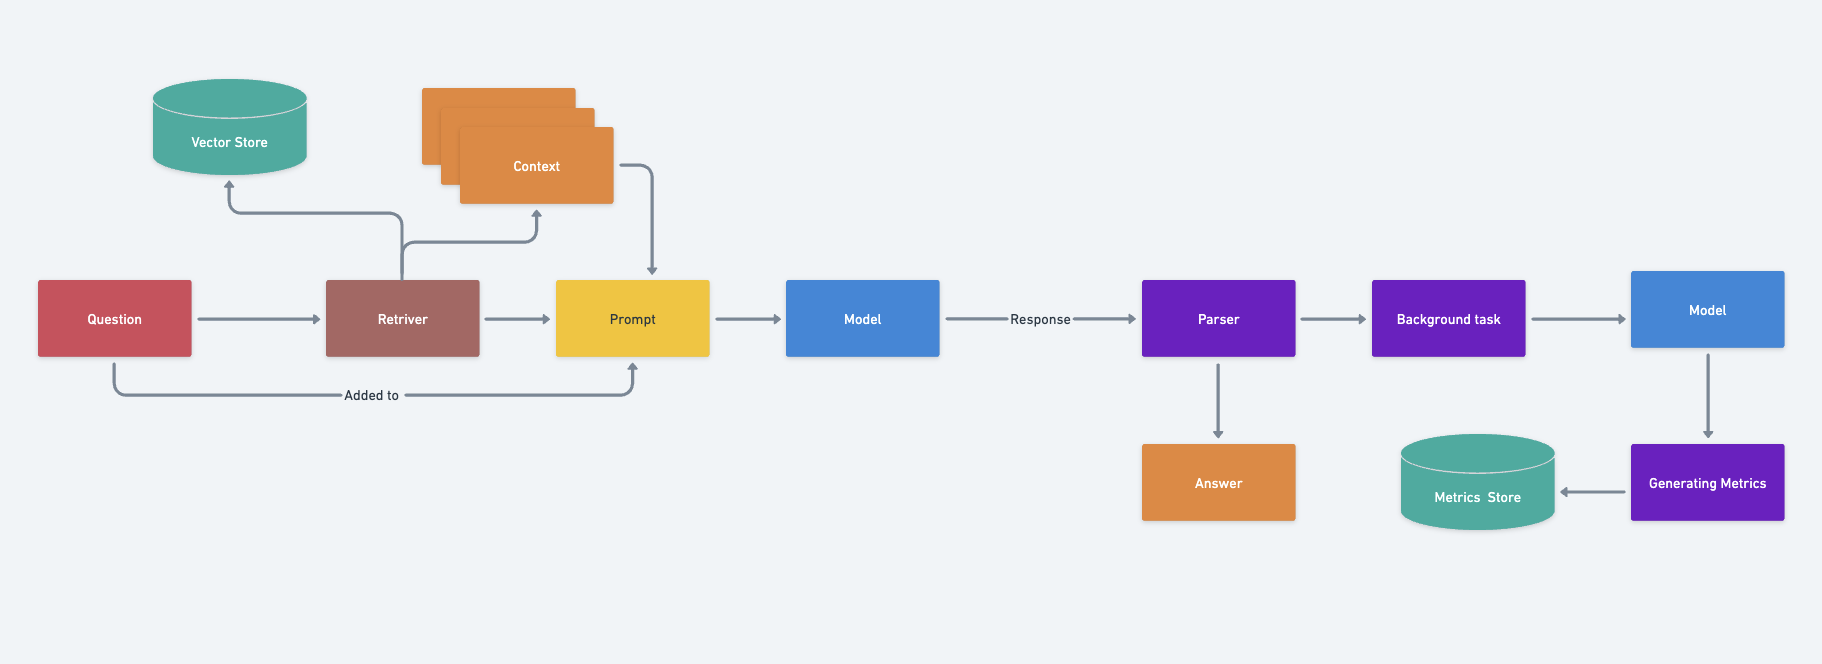 Vector Store
Context
Question
Retriver
Prompt
Model
Response
Parser
Background task
Model
Added to
Answer
Metrics  Store
Generating Metrics